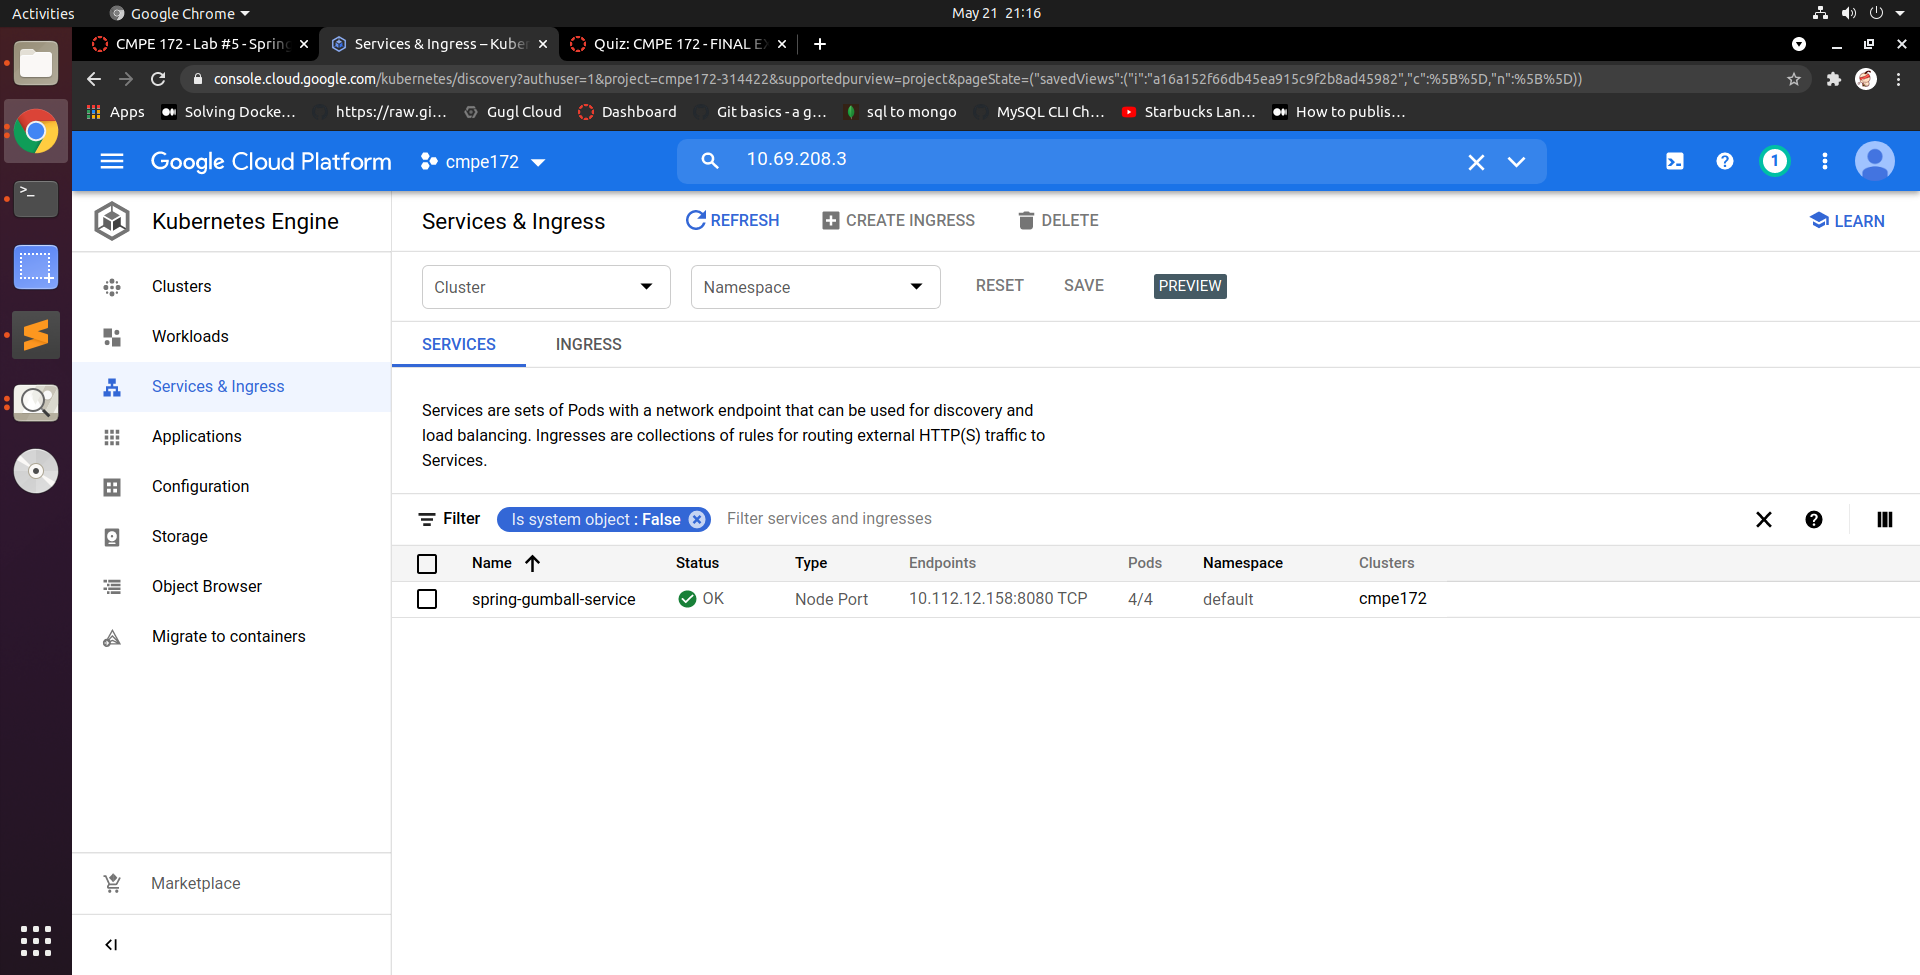 Activities
Google Chrome
May 21 21:16
CMPE 172 - Lab #5 - Spring
Services & Ingress – Kuber
Quiz: CMPE 172 - FINAL EX
console.cloud.google.com/kubernetes/discovery?authuser=1&project=cmpe172-314422&supportedpurview=project&pageState=("savedViews":("i":"a16a152f66db45ea915c9f2b8ad45982","c":%5B%5D,"n":%5B%5D))
Apps
Solving Docke...
https://raw.gi...
Gugl Cloud
Dashboard
Git basics - a g...
sql to mongo
MySQL CLI Ch...
Starbucks Lan...
How to publis...
Google Cloud Platform
cmpe172
10.69.208.3
1
Kubernetes Engine
Services & Ingress
REFRESH
CREATE INGRESS
DELETE
LEARN
Clusters
Workloads
Services & Ingress
Applications
Configuration
Storage
Object Browser
Migrate to containers
Marketplace
Cluster
Namespace
RESET
SAVE
PREVIEW
SERVICES
INGRESS
Services are sets of Pods with a network endpoint that can be used for discovery and
load balancing. Ingresses are collections of rules for routing external HTTP(S) traffic to
Services.
Filter
Is system object : False
Filter services and ingresses
Name Status Type Endpoints Pods Namespace Clusters
spring-gumball-service OK Node Port 10.112.12.158:8080 TCP 4/4 default cmpe172